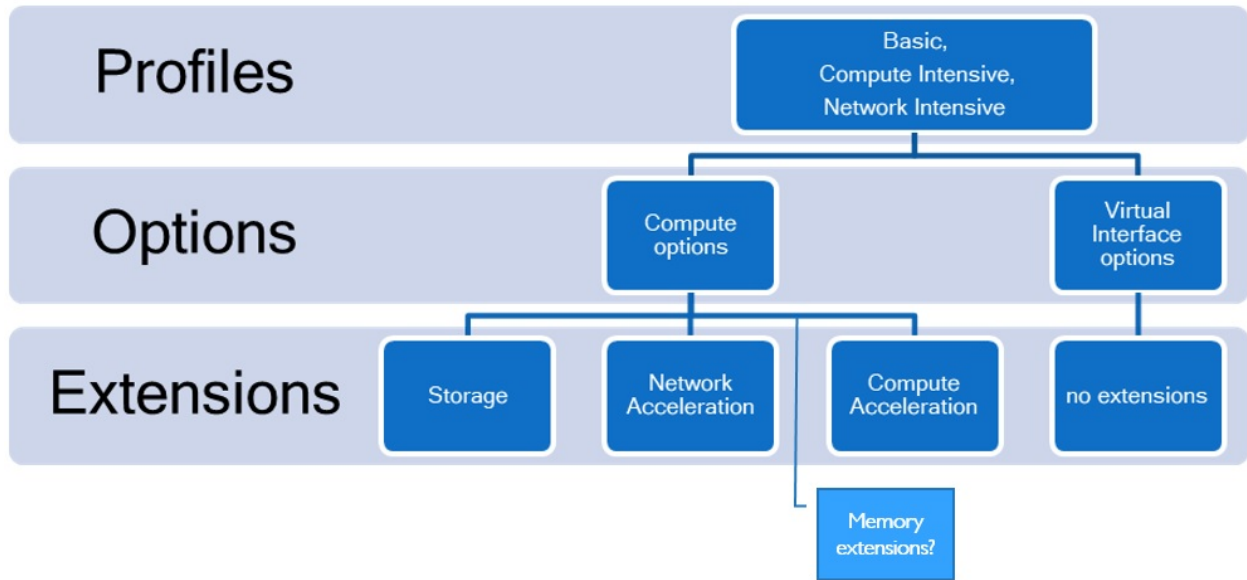 Profiles
Basic,
Compute Intensive,
Network Intensive
Options
Compute
options
Virtual
Interface
options
Extensions
Storage
Network
Acceleration
Compute
Acceleration
no extensions
Memory
extensions?